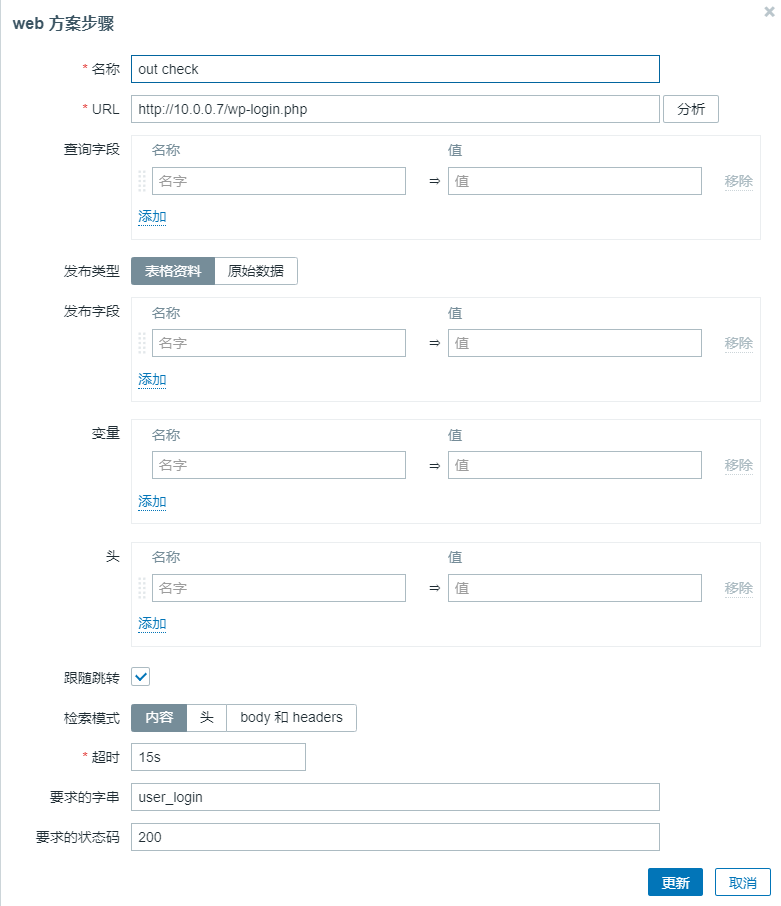 web 方案步骤
* 名称 out check
* URL http://10.0.0.7/wp-login.php 分析
查询字段 名称 值
名字 ⇒ 值 移除
添加
发布类型 表格资料 原始数据
发布字段 名称 值
名字 ⇒ 值 移除
添加
变量 名称 值
名字 ⇒ 值 移除
添加
头 名称 值
名字 ⇒ 值 移除
添加
跟随跳转
检索模式 内容 头 body 和 headers
* 超时 15s
要求的字串 user_login
要求的状态码 200
更新 取消